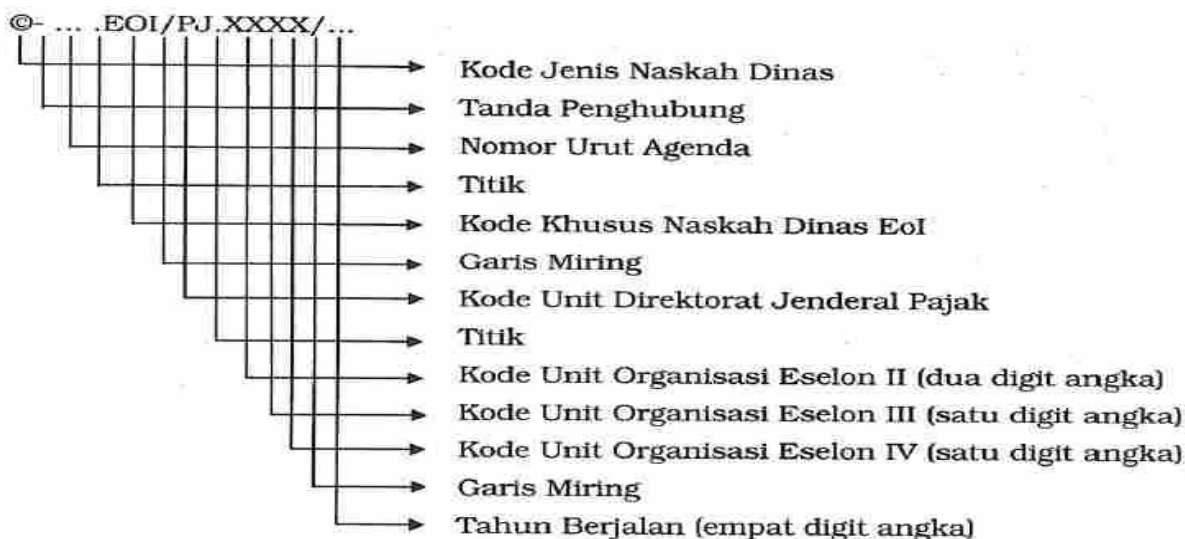 ©- ... .EOI/PJ.XXXX/...
Kode Jenis Naskah Dinas
Tanda Penghubung
Nomor Urut Agenda
Titik
Kode Khusus Naskah Dinas EoI
Garis Miring
Kode Unit Direktorat Jenderal Pajak
Titik
Kode Unit Organisasi Eselon II (dua digit angka)
Kode Unit Organisasi Eselon III (satu digit angka)
Kode Unit Organisasi Eselon IV (satu digit angka)
Garis Miring
Tahun Berjalan (empat digit angka)